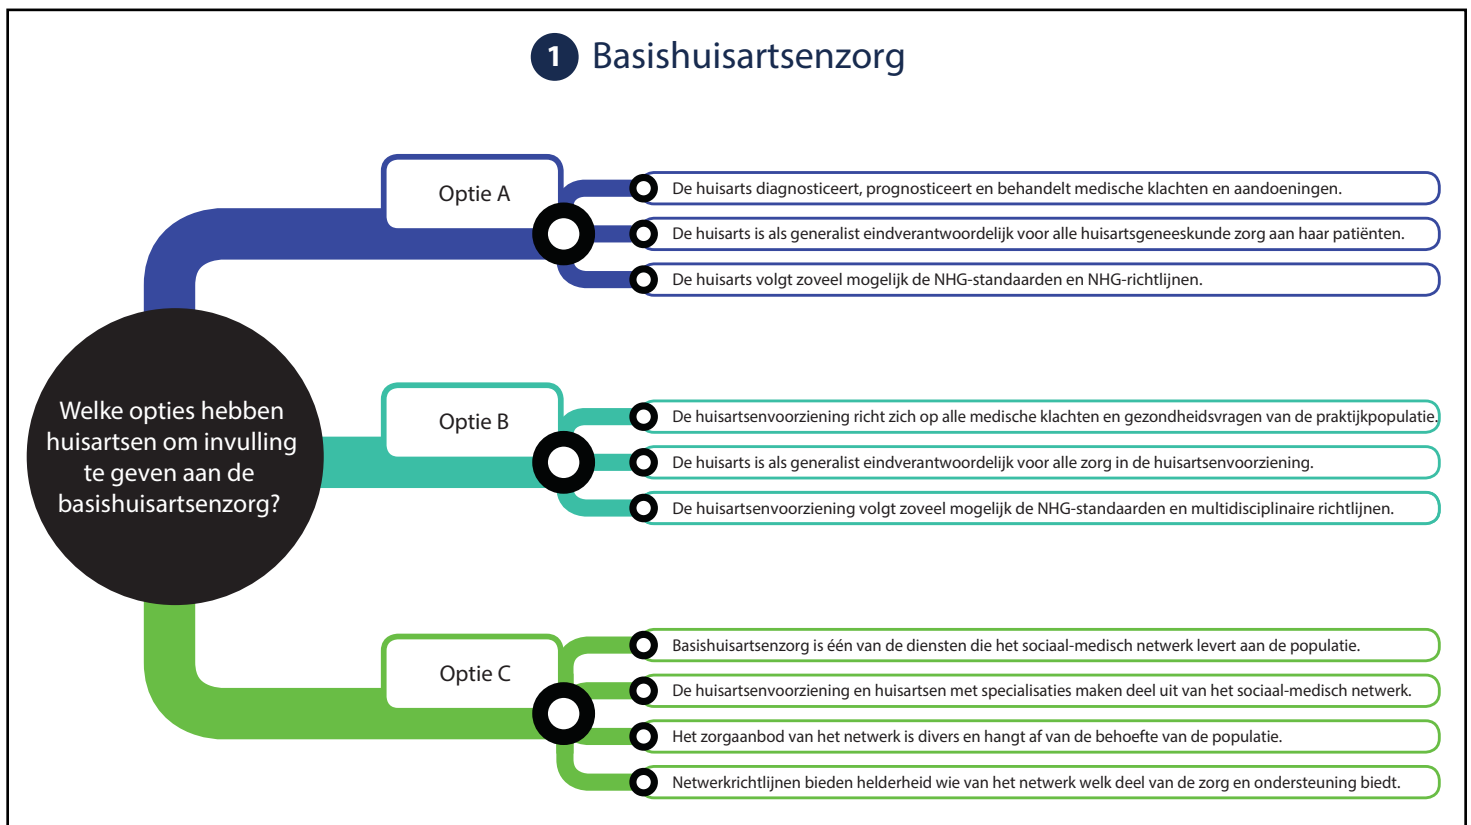 1 Basishuisartsenzorg
Welke opties hebben
huisartsen om invulling
te geven aan de
basishuisartsenzorg?
Optie A
De huisarts diagnosticeert, prognosticeert en behandelt medische klachten en aandoeningen.
De huisarts is als generalist eindverantwoordelijk voor alle huisartsgeneeskunde zorg aan haar patiënten.
De huisarts volgt zoveel mogelijk de NHG-standaarden en NHG-richtlijnen.
Optie B
De huisartsenvoorziening richt zich op alle medische klachten en gezondheidsvragen van de praktijkpopulatie.
De huisarts is als generalist eindverantwoordelijk voor alle zorg in de huisartsenvoorziening.
De huisartsenvoorziening volgt zoveel mogelijk de NHG-standaarden en multidisciplinaire richtlijnen.
Optie C
Basishuisartsenzorg is één van de diensten die het sociaal-medisch netwerk levert aan de populatie.
De huisartsenvoorziening en huisartsen met specialisaties maken deel uit van het sociaal-medisch netwerk.
Het zorgaanbod van het netwerk is divers en hangt af van de behoefte van de populatie.
Netwerkrichtlijnen bieden helderheid wie van het netwerk welk deel van de zorg en ondersteuning biedt.